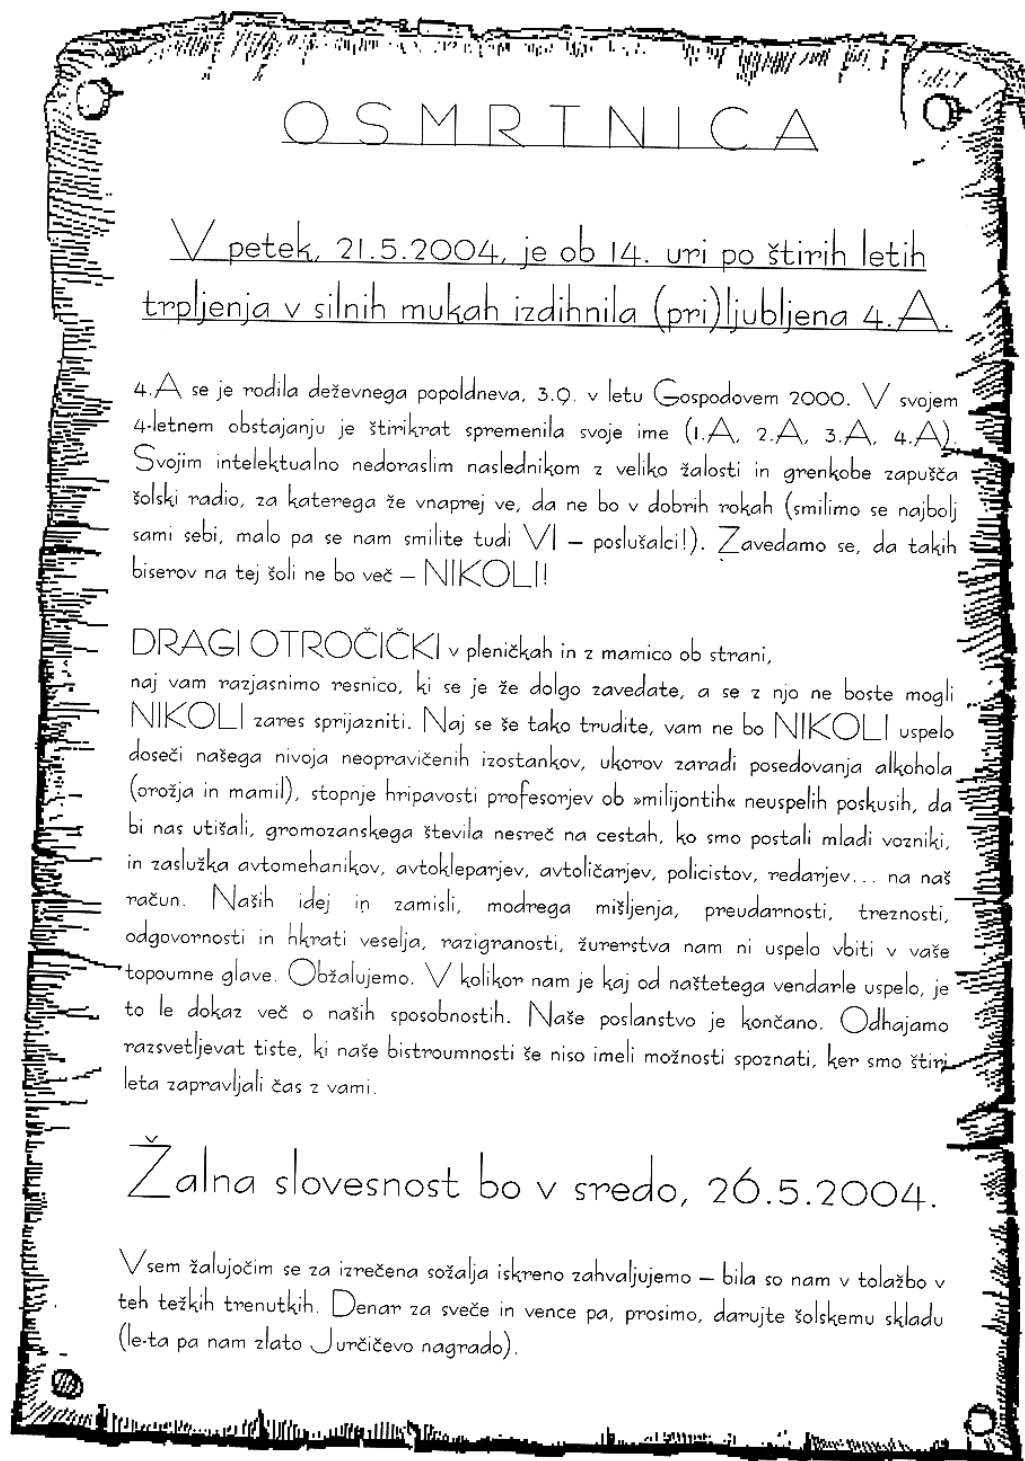 OSMRTNICA
V petek, 21.5.2004, je ob 14. uri po štirih letih
trpljenja v silnih mukah izdihnila (pri)ljubljena 4.A.
4.A se je rodila deževnega popoldneva, 3.9. v letu Gospodovem 2000. V svojem
4-letnem obstajanju je štirikrat spremenila svoje ime (1.A, 2.A, 3.A, 4.A).
Svojim intelektualno nedoraslim naslednikom z veliko žalosti in grenkobe zapušča
šolski radio, za katerega že vnaprej ve, da ne bo v dobrih rokah (smilimo se najbolj
sami sebi, malo pa se nam smilite tudi VI – poslušalci!). Zavedamo se, da takih
biserov na tej šoli ne bo več – NIKOLI!
DRAGI OTROČIČKI v pleničkah in z mamico ob strani,
naj vam razjasnimo resnico, ki se je že dolgo zavedate, a se z njo ne boste mogli
NIKOLI zares sprijazniti. Naj se še tako trudite, vam ne bo NIKOLI uspelo
doseči našega nivoja neopravičenih izostankov, ukorov zaradi posedovanja alkohola
(orožja in mamil), stopnje hripavosti profesorjev ob »milijontih« neuspelih poskusih, da
bi nas utišali, gromozanskega števila nesreč na cestah, ko smo postali mladi vozniki,
in zaslužka avtomehanikov, avtokleparjev, avtoličarjev, policistov, redarjev... na naš
račun. Naših idej in zamisli, modrega mišljenja, preudarnosti, treznosti,
odgovornosti in hkrati veselja, razigranosti, žurerstva nam ni uspelo vbiti v vaše
topoumne glave. Obžalujemo. V kolikor nam je kaj od naštetega vendarle uspelo, je
to le dokaz več o naših sposobnostih. Naše poslanstvo je končano. Odhajamo
razsvetljevat tiste, ki naše bistroumnosti še niso imeli možnosti spoznati, ker smo štiri
leta zapravljali čas z vami.
Žalna slovesnost bo v sredo, 26.5.2004.
Vsem žalujočim se za izrečena sožalja iskreno zahvaljujemo – bila so nam v tolažbo v
teh težkih trenutkih. Denar za sveče in vence pa, prosimo, darujte šolskemu skladu
(le-ta pa nam zlato Jurčičevo nagrado).